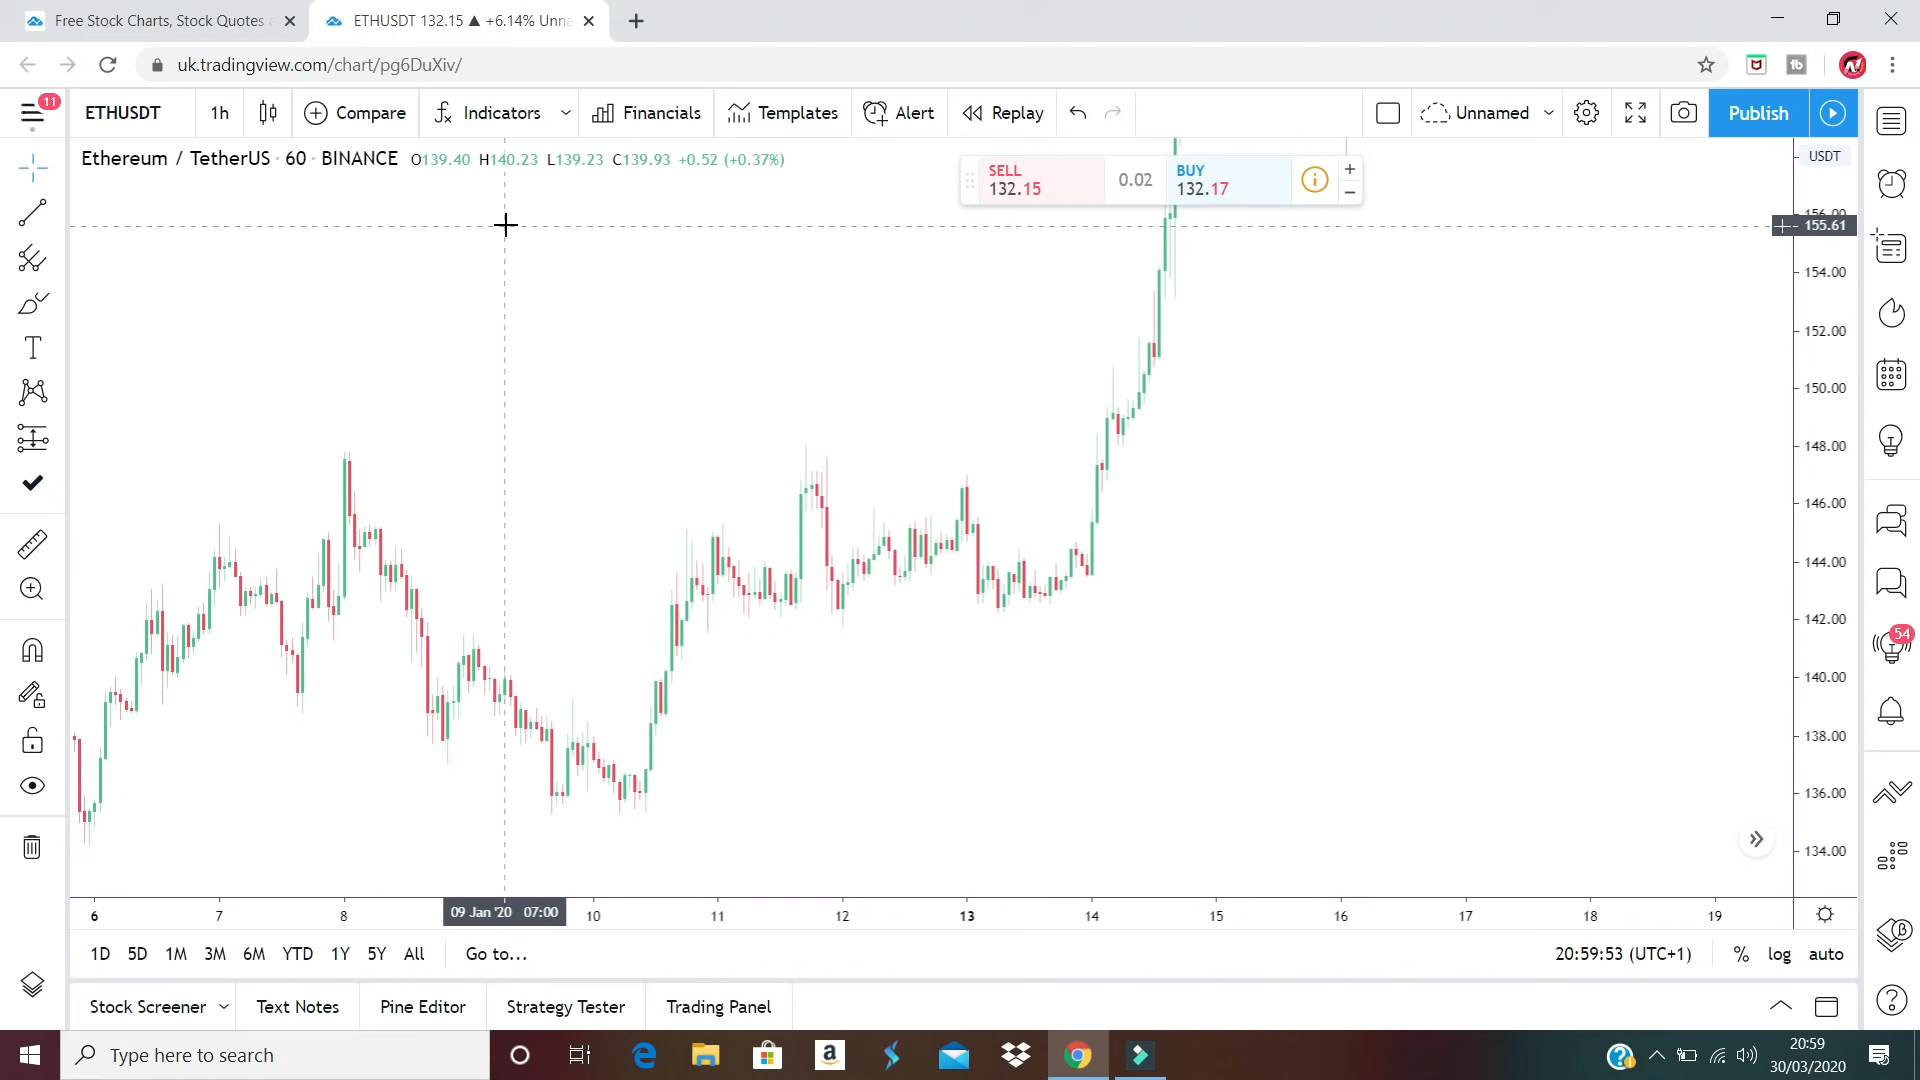 Free Stock Charts, Stock Quotes
ETHUSDT 132.15 ▲ +6.14% Unna
uk.tradingview.com/chart/pg6DuXiv/
11
ETHUSDT
1h
Compare
Indicators
Financials
Templates
Alert
Replay
Unnamed
Publish
Ethereum / TetherUS · 60 · BINANCE O139.40 H140.23 L139.23 C139.93 +0.52 (+0.37%)
SELL
132.15
0.02
BUY
132.17
USDT
156.00
155.61
154.00
152.00
150.00
148.00
146.00
144.00
142.00
140.00
138.00
136.00
134.00
54
6
7
8
09 Jan '20 07:00
10
11
12
13
14
15
16
17
18
19
1D 5D 1M 3M 6M YTD 1Y 5Y All Go to...
20:59:53 (UTC+1) % log auto
Stock Screener
Text Notes
Pine Editor
Strategy Tester
Trading Panel
Type here to search
20:59
30/03/2020